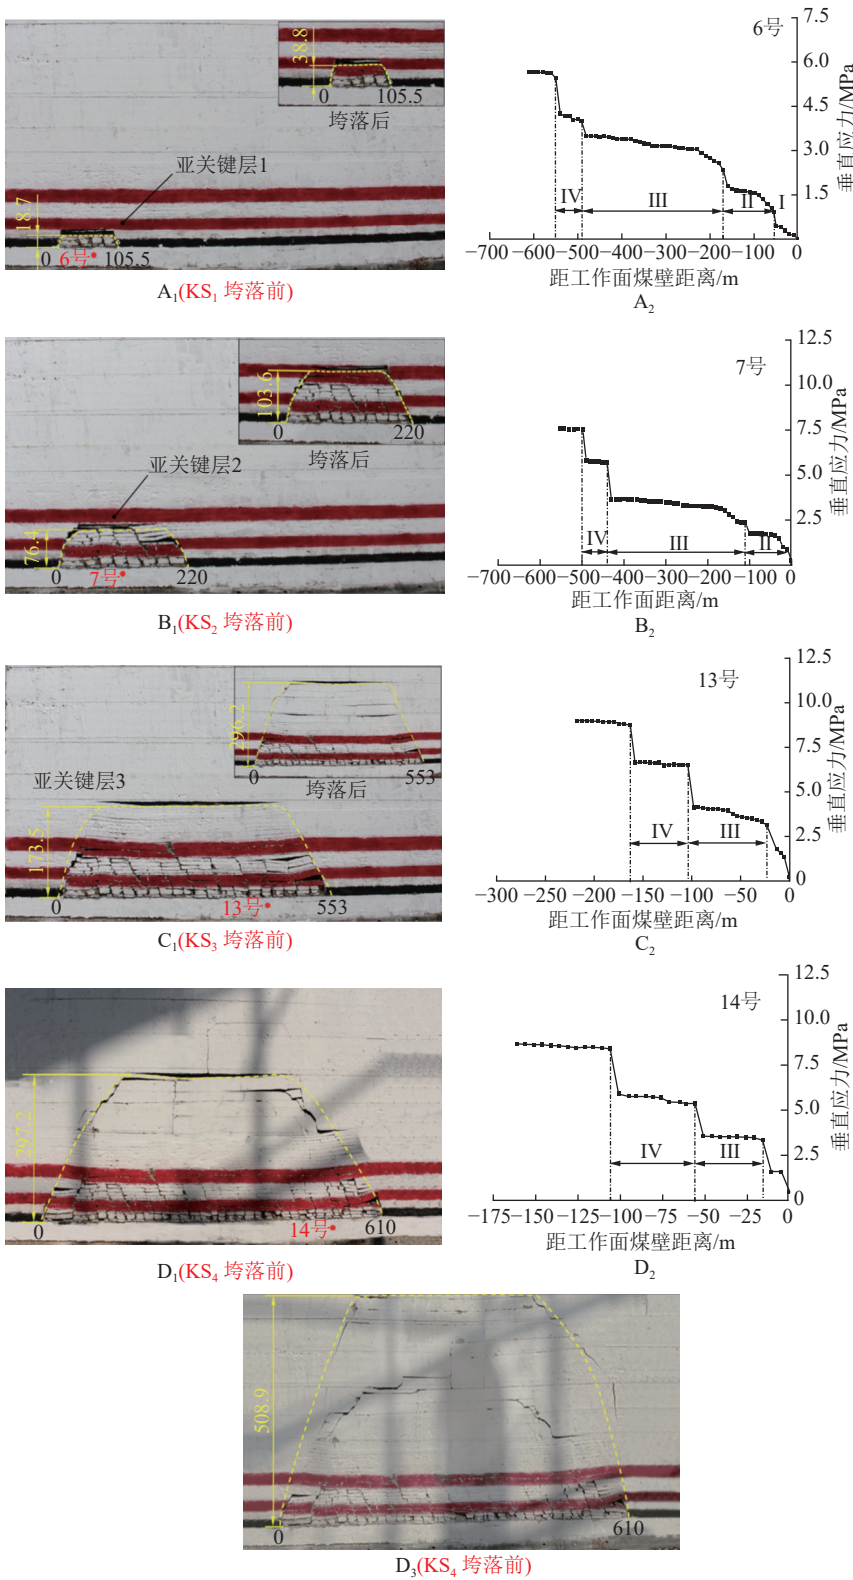 38.8
0 105.5
垮落后
亚关键层1
18.7
0 6号 105.5
A1(KS1 垮落前)
6号
7.5
6.0
4.5
3.0
1.5
垂直应力/MPa
IV III II I
−700 −600 −500 −400 −300 −200 −100 0
距工作面煤壁距离/m
A2
103.6
0 220
垮落后
亚关键层2
76.4
0 7号 220
B1(KS2 垮落前)
7号
12.5
10.0
7.5
5.0
2.5
垂直应力/MPa
IV III II I
−700 −600 −500 −400 −300 −200 −100 0
距工作面距离/m
B2
296.2
0 553
垮落后
亚关键层3
173.5
0 13号 553
C1(KS3 垮落前)
13号
12.5
10.0
7.5
5.0
2.5
0
垂直应力/MPa
IV III
−300 −250 −200 −150 −100 −50 0
距工作面煤壁距离/m
C2
297.2
0 14号 610
D1(KS4 垮落前)
14号
12.5
10.0
7.5
5.0
2.5
0
垂直应力/MPa
IV III
−175 −150 −125 −100 −75 −50 −25 0
距工作面煤壁距离/m
D2
508.9
0 610
D3(KS4 垮落前)